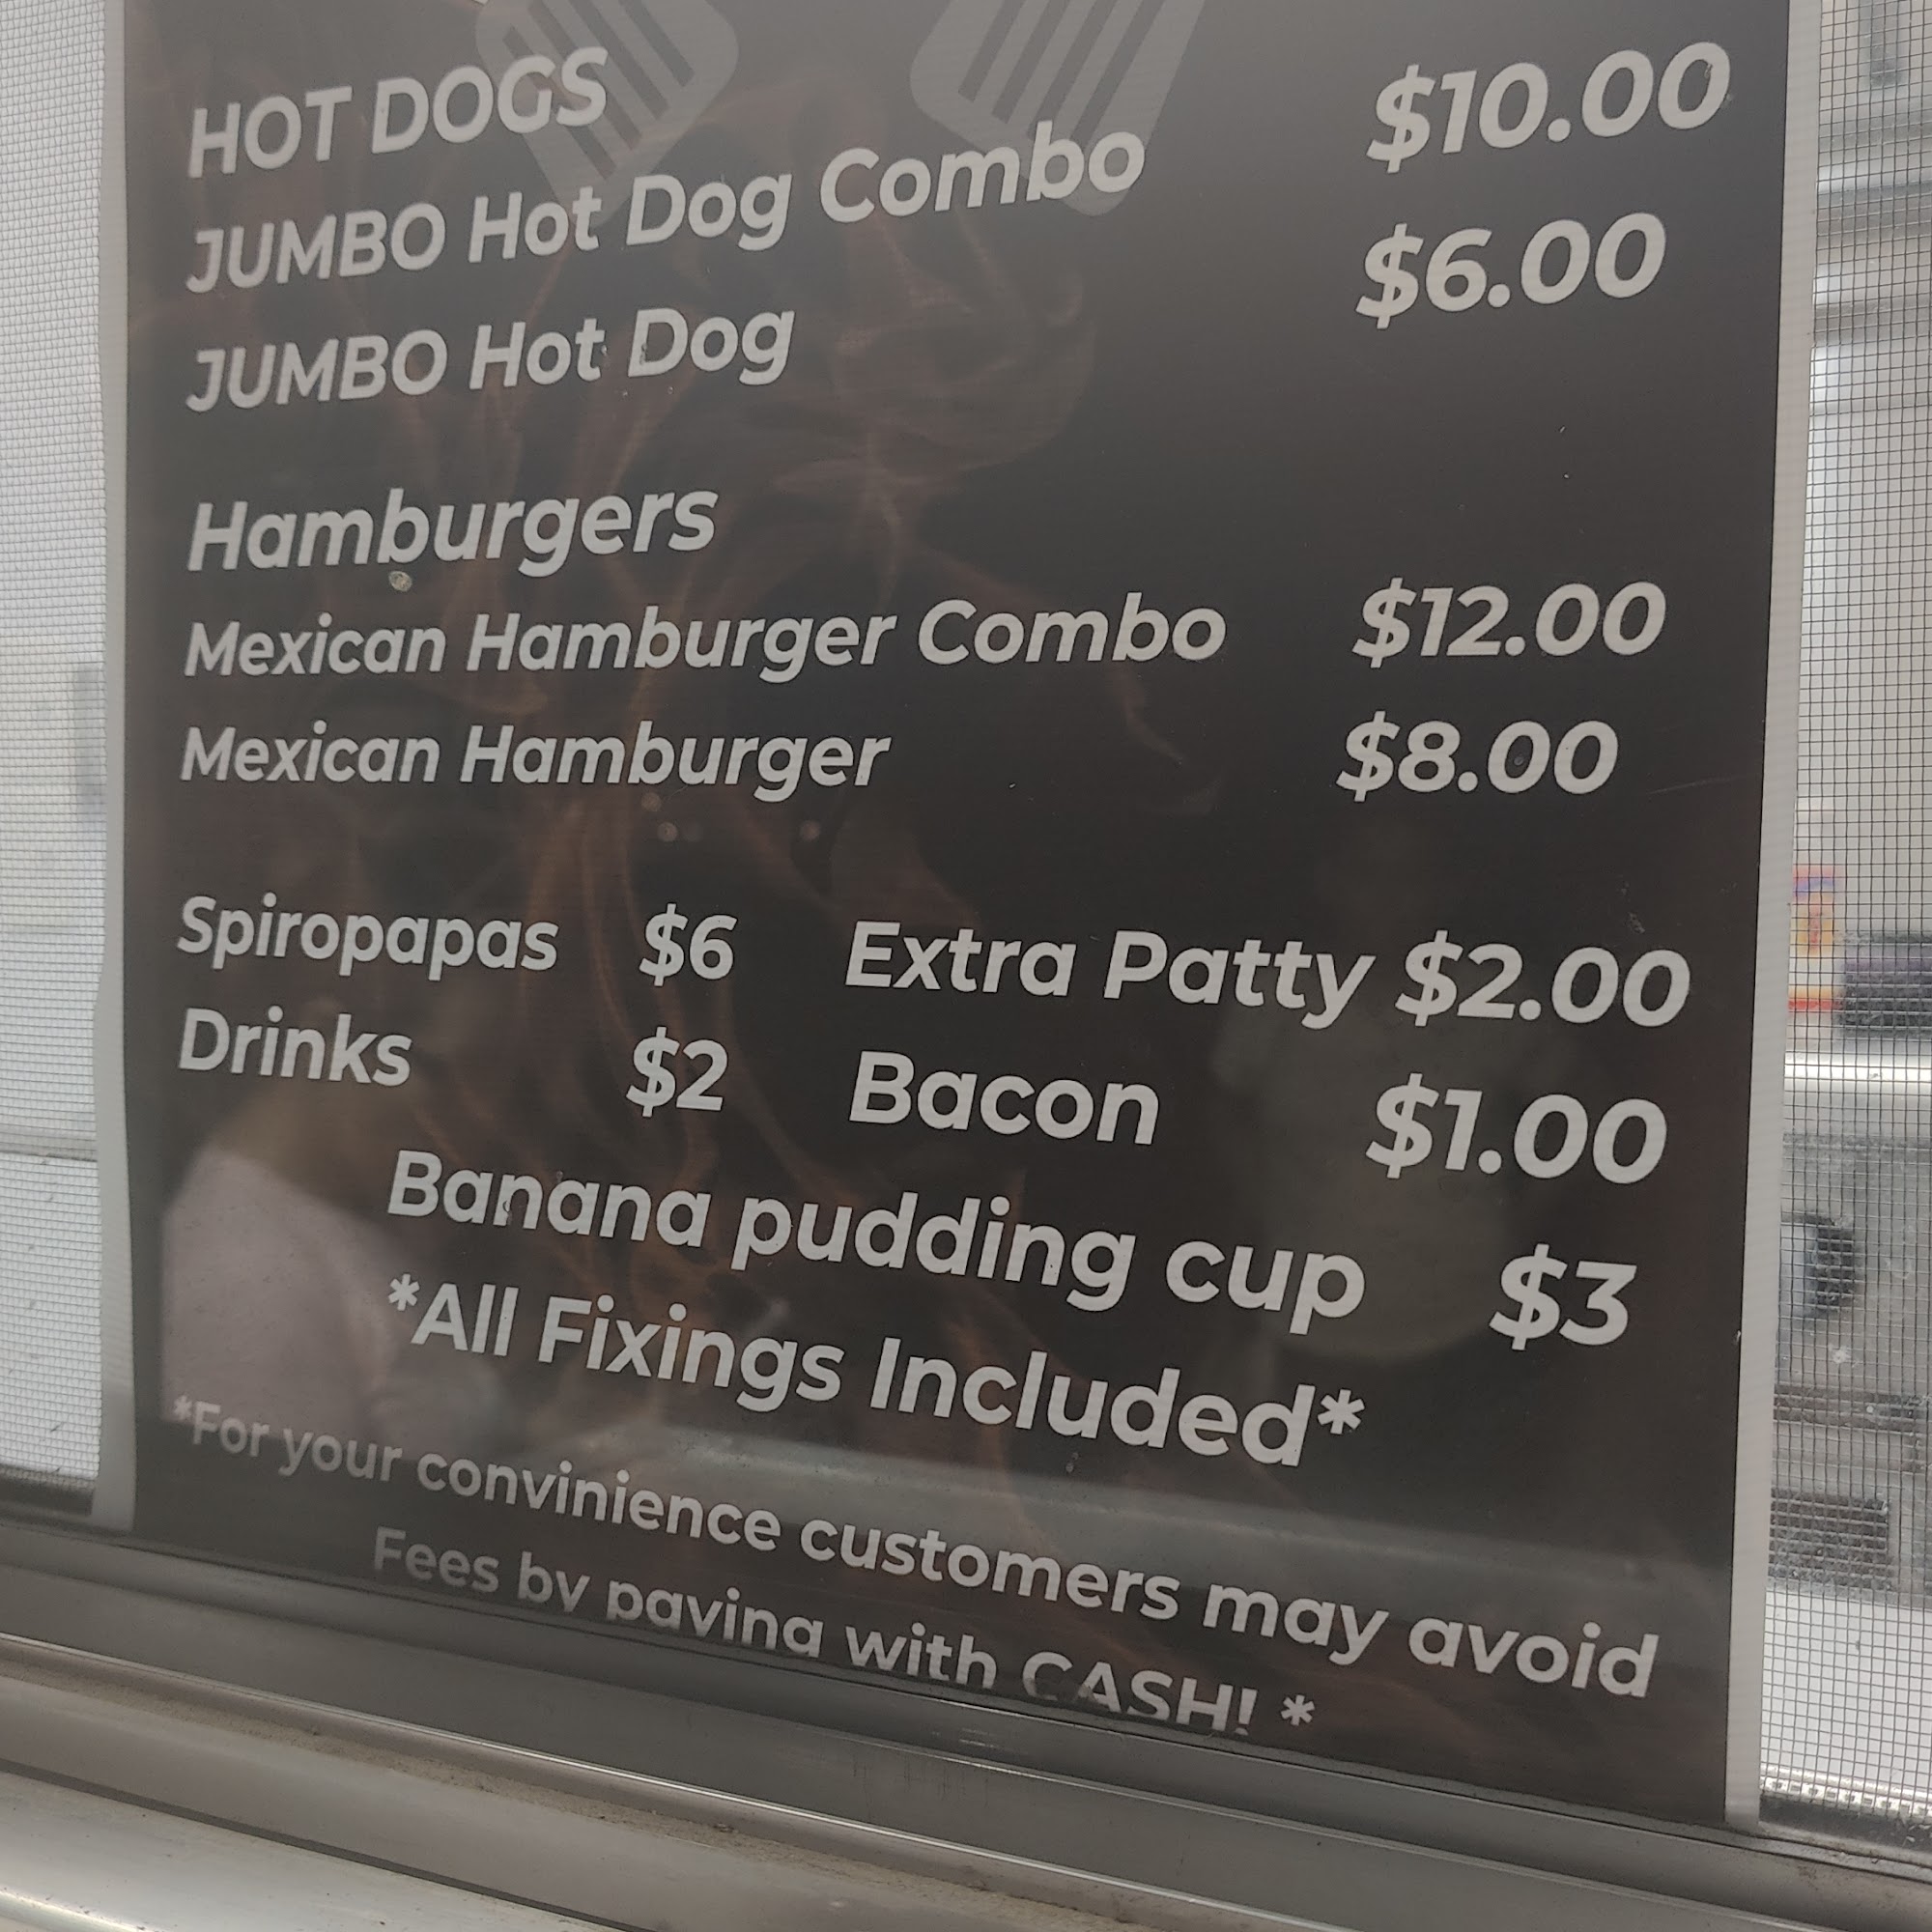 HOT DOGS
JUMBO Hot Dog Combo $10.00
JUMBO Hot Dog $6.00
Hamburgers
Mexican Hamburger Combo $12.00
Mexican Hamburger $8.00
Spiropapas $6 Extra Patty $2.00
Drinks $2 Bacon $1.00
Banana pudding cup $3
*All Fixings Included*
*For your convinience customers may avoid
Fees by paying with CASH! *